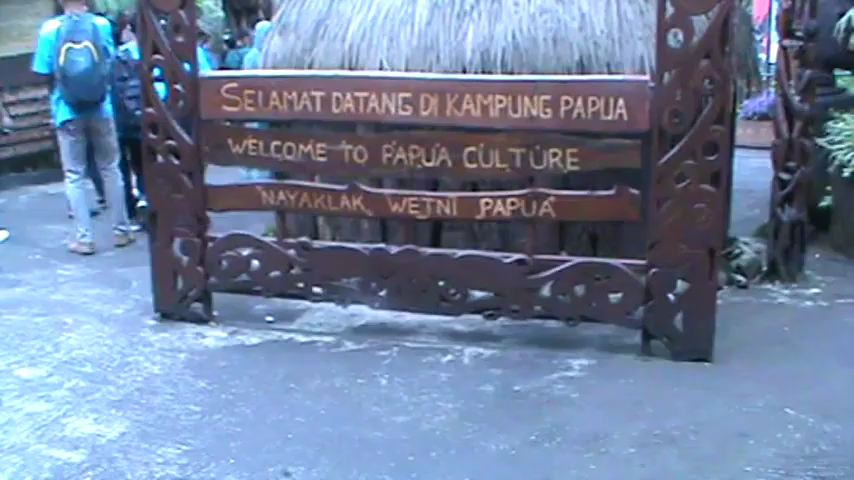 SELAMAT DATANG DI KAMPUNG PAPUA
WELCOME TO PAPUA CULTURE
NAYAKLAK, WETNI PAPUA